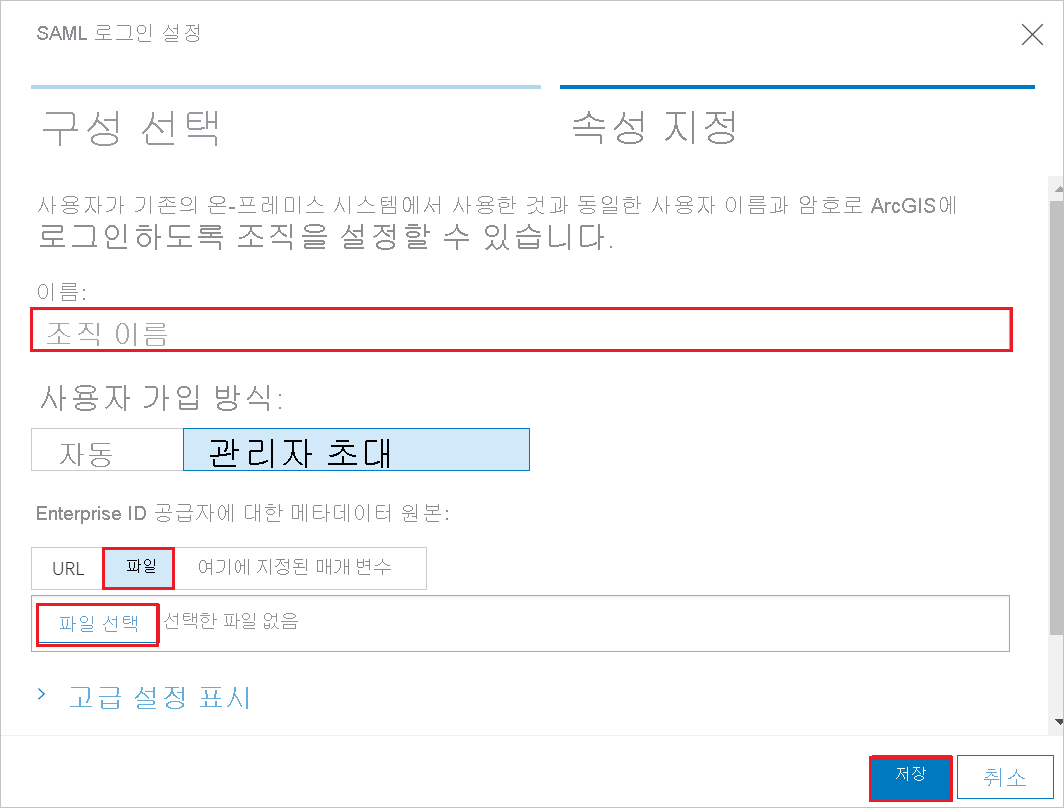 SAML 로그인 설정
구성 선택
속성 지정
사용자가 기존의 온-프레미스 시스템에서 사용한 것과 동일한 사용자 이름과 암호로 ArcGIS에
로그인하도록 조직을 설정할 수 있습니다.
이름:
조직 이름
사용자 가입 방식:
자동 관리자 초대
Enterprise ID 공급자에 대한 메타데이터 원본:
URL 파일 여기에 지정된 매개 변수
파일 선택 선택한 파일 없음
고급 설정 표시
저장 취소